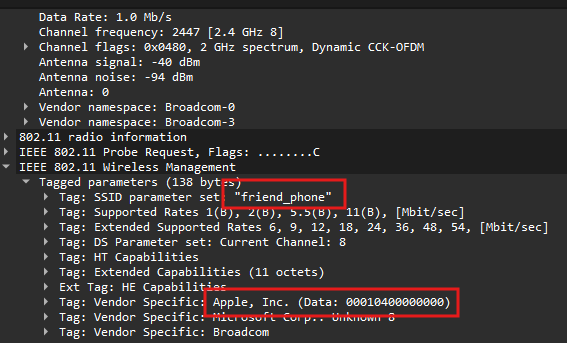 Data Rate: 1.0 Mb/s
Channel frequency: 2447 [2.4 GHz 8]
Channel flags: 0x0480, 2 GHz spectrum, Dynamic CCK-OFDM
Antenna signal: -40 dBm
Antenna noise: -94 dBm
Antenna: 0
Vendor namespace: Broadcom-0
Vendor namespace: Broadcom-3
802.11 radio information
IEEE 802.11 Probe Request, Flags: ........C
IEEE 802.11 Wireless Management
Tagged parameters (138 bytes)
Tag: SSID parameter set: "friend_phone"
Tag: Supported Rates 1(B), 2(B), 5.5(B), 11(B), [Mbit/sec]
Tag: Extended Supported Rates 6, 9, 12, 18, 24, 36, 48, 54, [Mbit/sec]
Tag: DS Parameter set: Current Channel: 8
Tag: HT Capabilities
Tag: Extended Capabilities (11 octets)
Ext Tag: HE Capabilities
Tag: Vendor Specific: Apple, Inc. (Data: 00010400000000)
Tag: Vendor Specific: Microsoft Corp.: Unknown 8
Tag: Vendor Specific: Broadcom